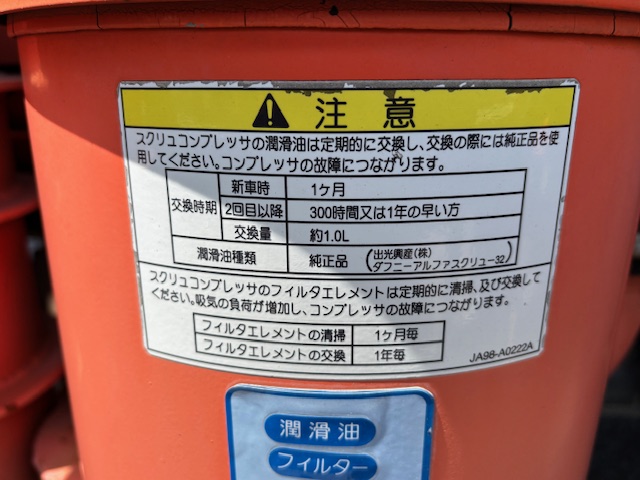 注意
スクリュコンプレッサの潤滑油は定期的に交換し、交換の際には純正品を使
用してください。コンプレッサの故障につながります。
交換時期 新車時 1ケ月
2回目以降 300時間又は1年の早い方
交換量 約1.0L
潤滑油種類 純正品 (出光興産(株)
ダフニーアルファスクリュー32)
スクリュコンプレッサのフィルタエレメントは定期的に清掃、及び交換して
ください。吸気の負荷が増加し、コンプレッサの故障につながります。
フィルタエレメントの清掃 1ケ月毎
フィルタエレメントの交換 1年毎
JA98-A0222A
潤滑油
フィルター